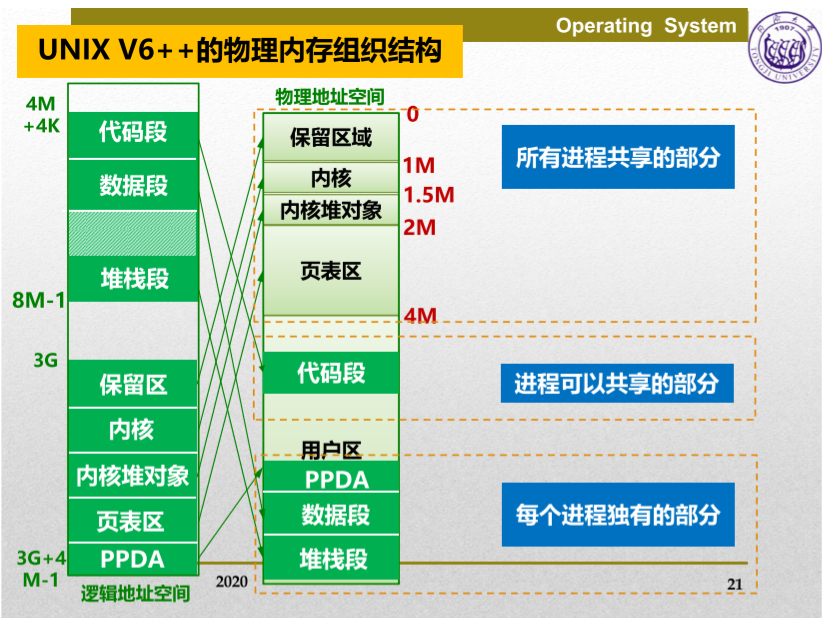 Operating System
UNIX V6++的物理内存组织结构
1907
TONGJI UNIVERSITY
4M
+4K
代码段
数据段
堆栈段
8M-1
3G
保留区
内核
内核堆对象
页表区
PPDA
3G+4
M-1
逻辑地址空间
物理地址空间
0
保留区域
1M
内核
1.5M
内核堆对象
2M
页表区
4M
代码段
用户区
PPDA
数据段
堆栈段
所有进程共享的部分
进程可以共享的部分
每个进程独有的部分
2020
21